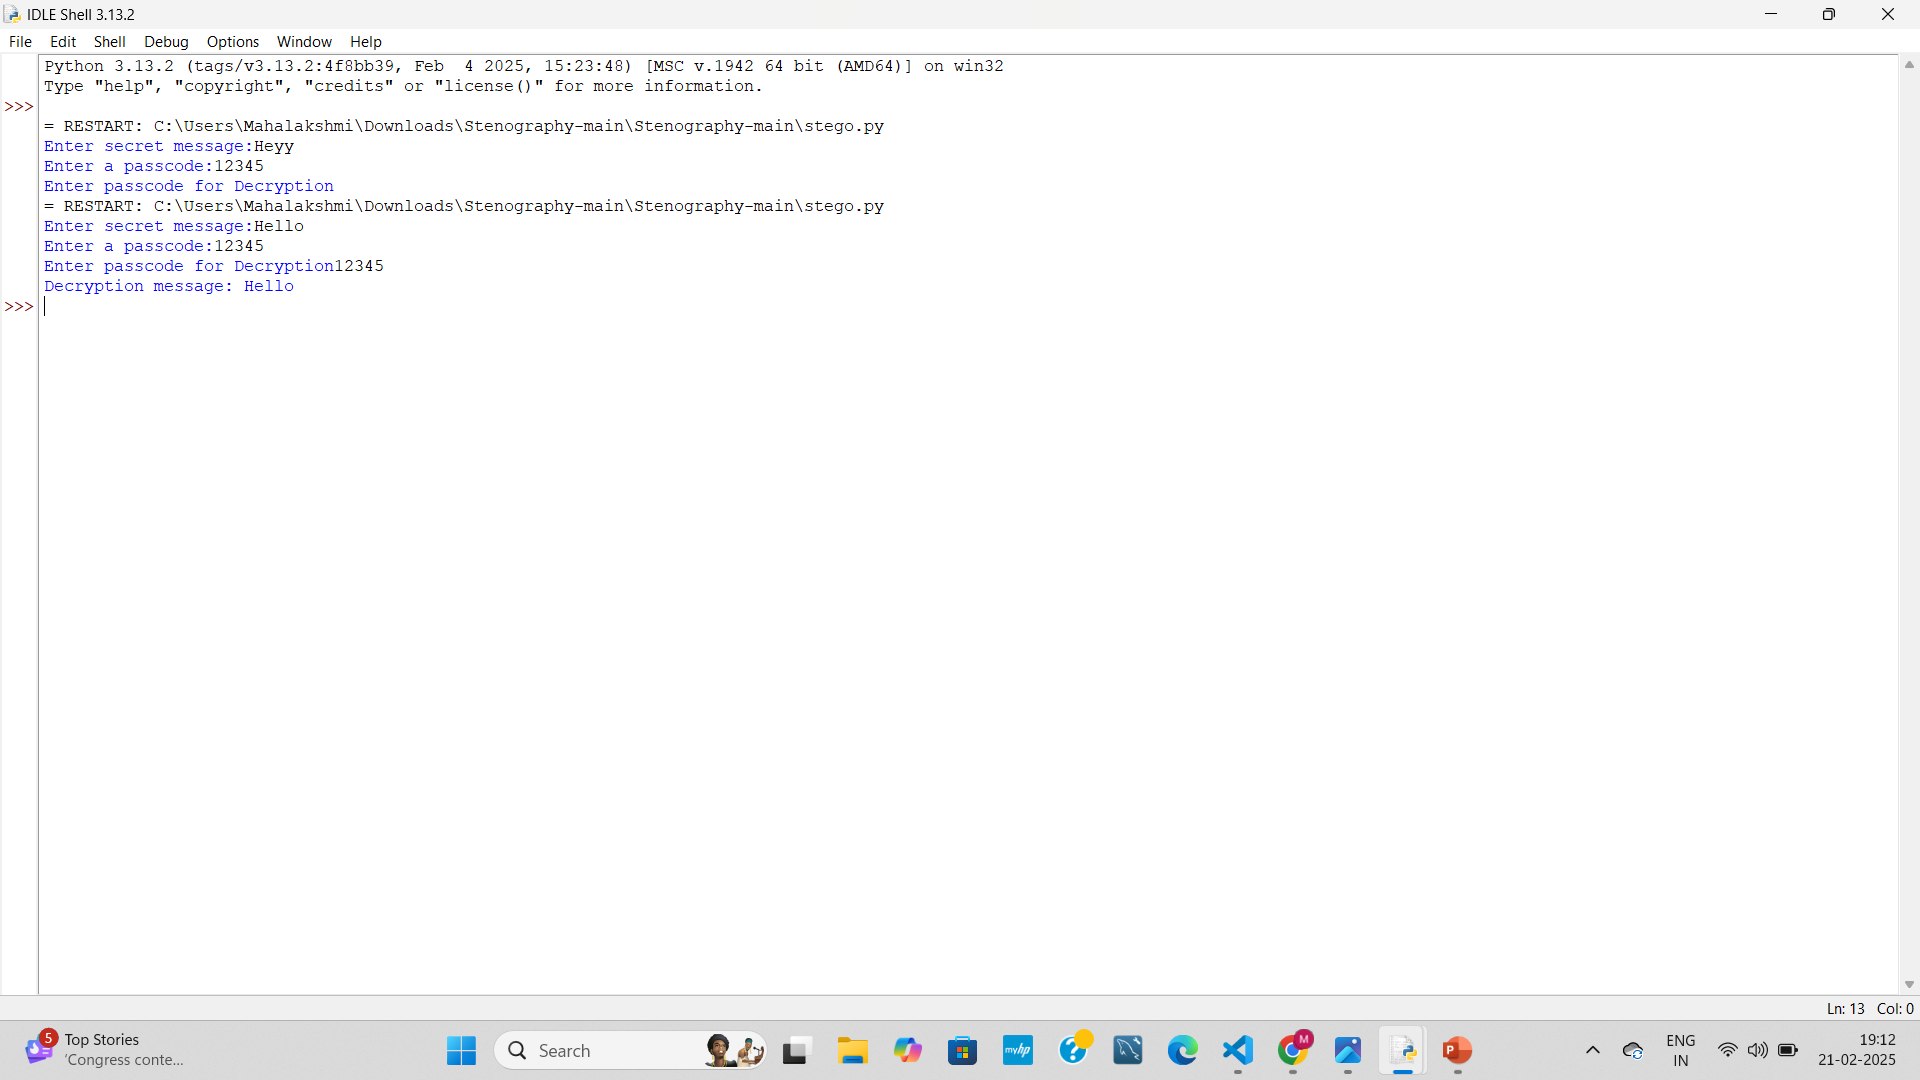 IDLE Shell 3.13.2
File Edit Shell Debug Options Window Help
Python 3.13.2 (tags/v3.13.2:4f8bb39, Feb  4 2025, 15:23:48) [MSC v.1942 64 bit (AMD64)] on win32
Type "help", "copyright", "credits" or "license()" for more information.
>>>
= RESTART: C:\Users\Mahalakshmi\Downloads\Stenography-main\Stenography-main\stego.py
Enter secret message:Heyy
Enter a passcode:12345
Enter passcode for Decryption
= RESTART: C:\Users\Mahalakshmi\Downloads\Stenography-main\Stenography-main\stego.py
Enter secret message:Hello
Enter a passcode:12345
Enter passcode for Decryption12345
Decryption message: Hello
>>>
Ln: 13 Col: 0
5 Top Stories
'Congress conte...
Search
myhp
M
P
ENG
IN
19:12
21-02-2025